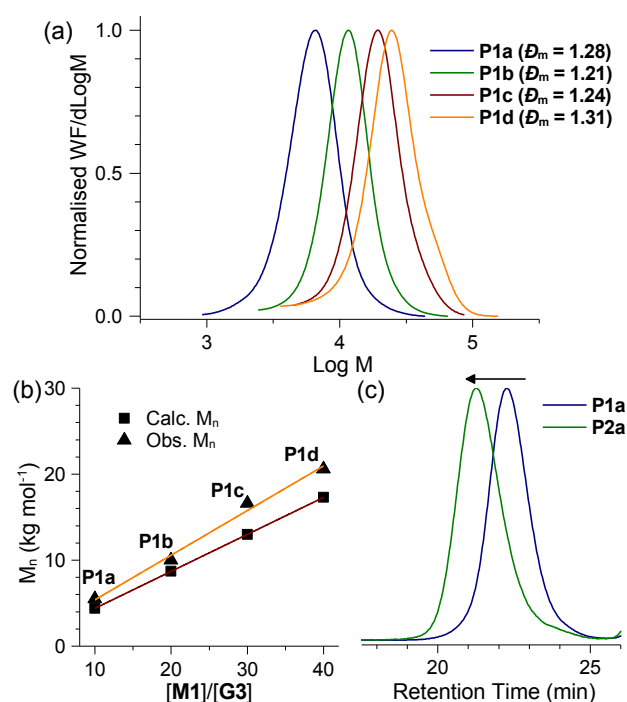 (a)
P1a (Đm = 1.28)
P1b (Đm = 1.21)
P1c (Đm = 1.24)
P1d (Đm = 1.31)
Normalised WF/dLogM
1.0
0.5
0.0
3 4 5
Log M
(b)
Calc. Mn
Obs. Mn
P1a
P1b
P1c
P1d
Mn (kg mol-1)
30
20
10
0
10 20 30 40
[M1]/[G3]
(c)
P1a
P2a
20 22 24 26
Retention Time (min)